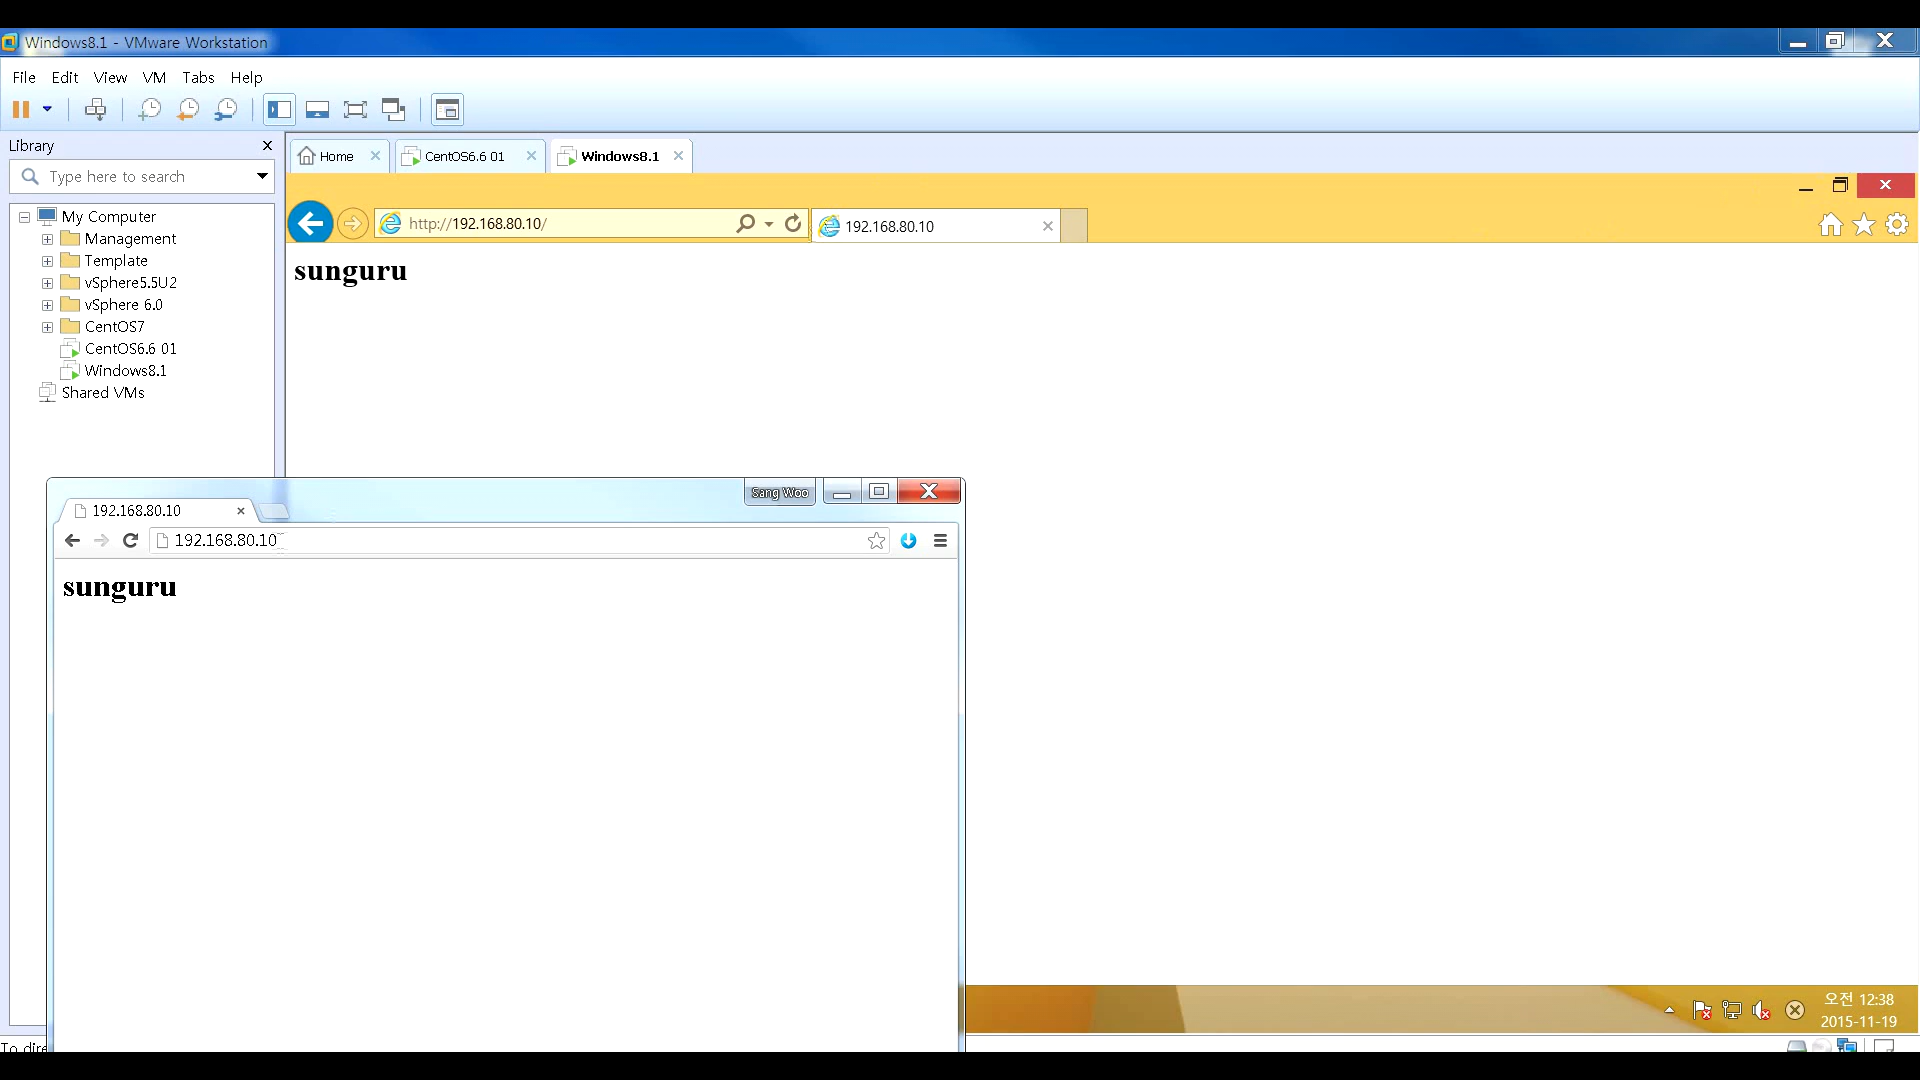 Windows8.1 - VMware Workstation
File Edit View VM Tabs Help
Library
Type here to search
My Computer
Management
Template
vSphere5.5U2
vSphere 6.0
CentOS7
CentOS6.6 01
Windows8.1
Shared VMs
Home
CentOS6.6 01
Windows8.1
http://192.168.80.10/
192.168.80.10
sunguru
Sang Woo
192.168.80.10
192.168.80.10
sunguru
오전 12:38
2015-11-19
To dire